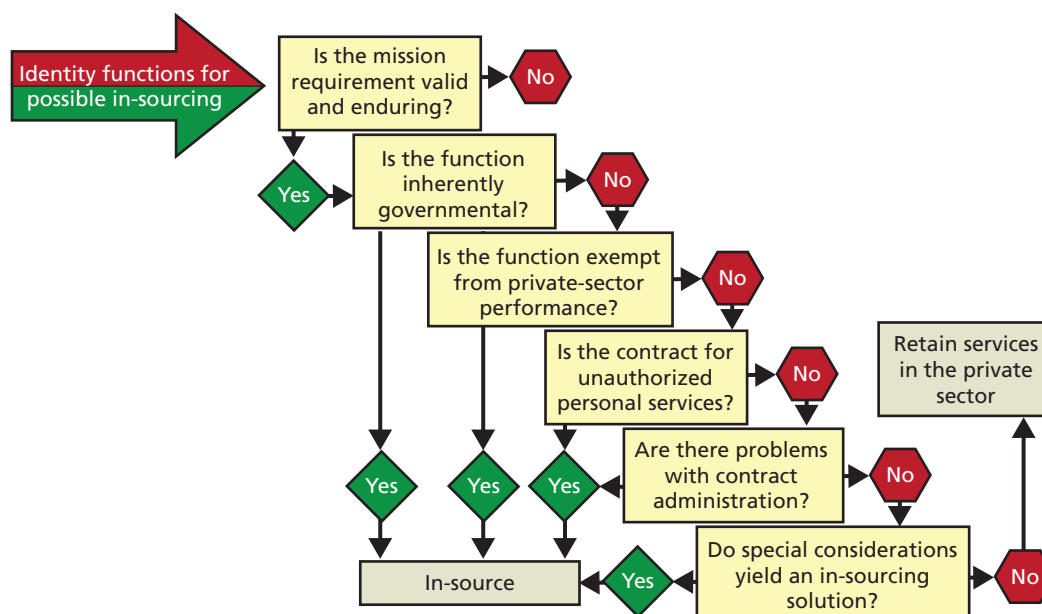 Identity functions for
possible in-sourcing
Is the mission
requirement valid
and enduring?
No
Yes
Is the function
inherently
governmental?
No
Is the function exempt
from private-sector
performance?
No
Is the contract for
unauthorized
personal services?
No
Retain services
in the private
sector
Yes
Yes
Yes
Are there problems
with contract
administration?
No
In-source
Yes
Do special considerations
yield an in-sourcing
solution?
No